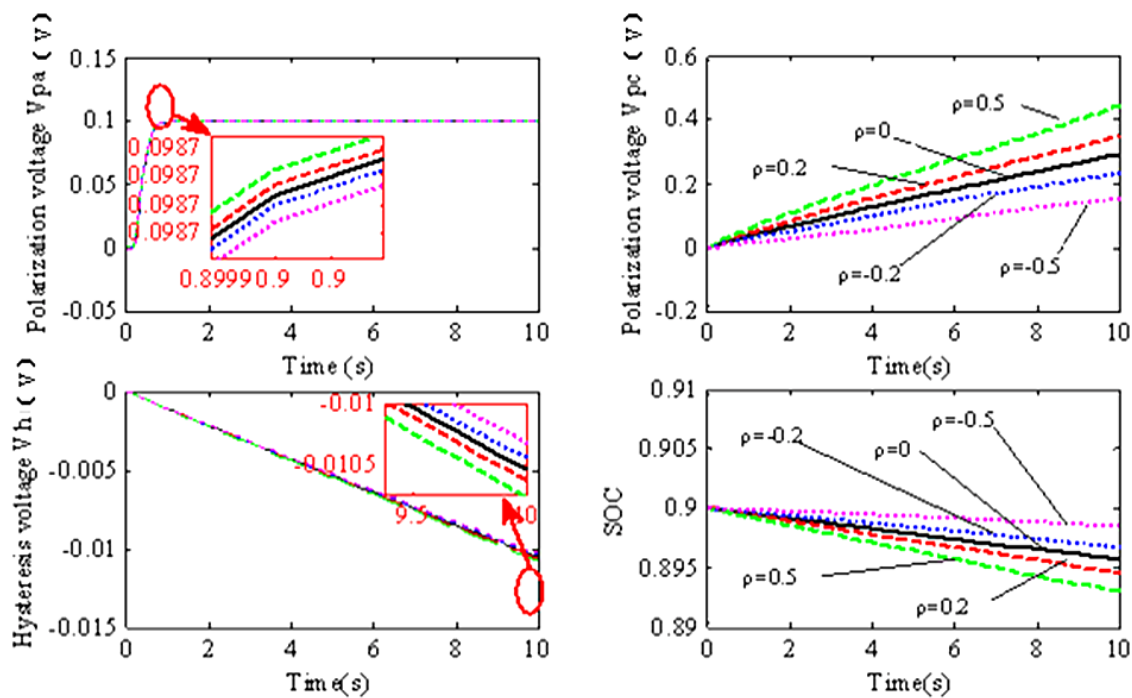 Polarization voltage Vpa (V)
0.15
0.1
0.05
0
-0.05
0.0987
0.0987
0.0987
0.0987
0.8999 0.9 0.9
0 2 4 6 8 10
Time (s)
Polarization voltage Vpc (V)
0.6
0.4
0.2
0
-0.2
ρ=0.5
ρ=0
ρ=0.2
ρ=-0.2
ρ=-0.5
0 2 4 6 8 10
Time(s)
Hysteresis voltage Vh (V)
0
-0.005
-0.01
-0.015
-0.01
-0.0105
9.5
0 2 4 6 8 10
Time(s)
SOC
0.91
0.905
0.9
0.895
0.89
ρ=-0.2
ρ=0
ρ=-0.5
ρ=0.5
ρ=0.2
0 2 4 6 8 10
Time(s)